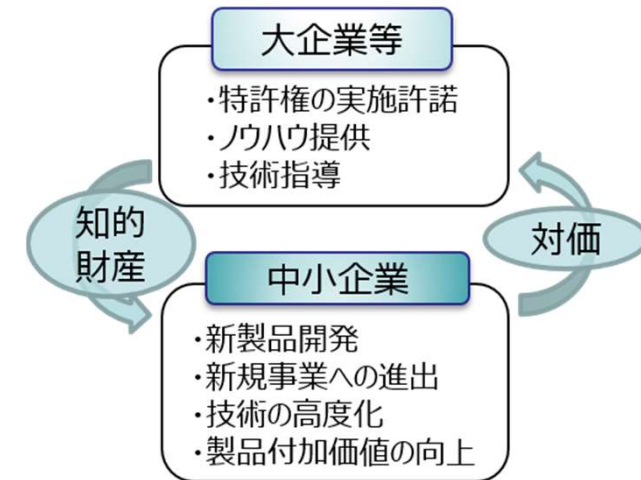 大企業等
・特許権の実施許諾
・ノウハウ提供
・技術指導
知的
財産
対価
中小企業
・新製品開発
・新規事業への進出
・技術の高度化
・製品付加価値の向上